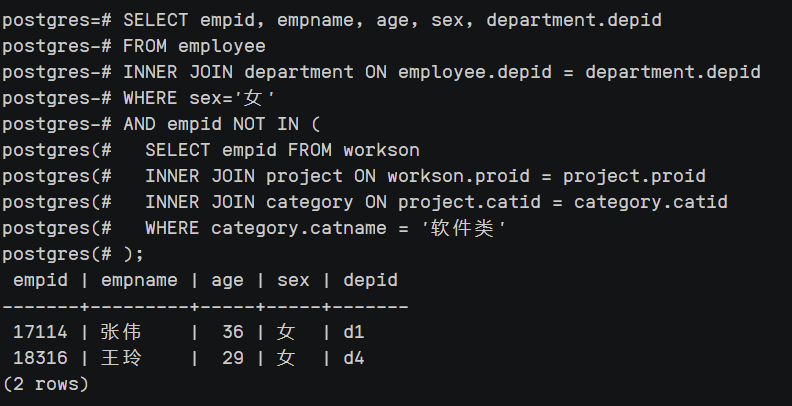 postgres=# SELECT empid, empname, age, sex, department.depid
postgres-# FROM employee
postgres-# INNER JOIN department ON employee.depid = department.depid
postgres-# WHERE sex='女'
postgres-# AND empid NOT IN (
postgres(#   SELECT empid FROM workson
postgres(#   INNER JOIN project ON workson.proid = project.proid
postgres(#   INNER JOIN category ON project.catid = category.catid
postgres(#   WHERE category.catname = '软件类'
postgres(# );
 empid | empname | age | sex | depid
-------+---------+-----+-----+-------
 17114 | 张伟    |  36 | 女  | d1
 18316 | 王玲    |  29 | 女  | d4
(2 rows)